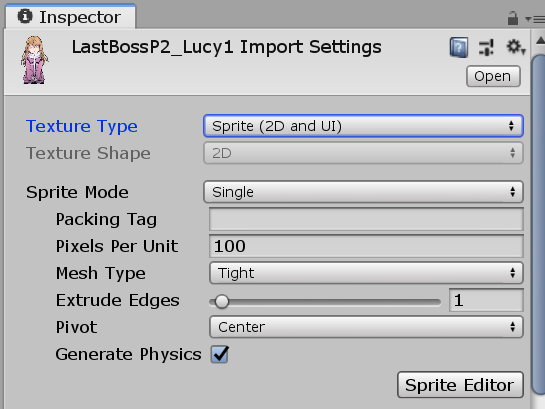 Inspector
LastBossP2_Lucy1 Import Settings
Open
Texture Type Sprite (2D and UI)
Texture Shape 2D
Sprite Mode Single
Packing Tag
Pixels Per Unit 100
Mesh Type Tight
Extrude Edges 1
Pivot Center
Generate Physics
Sprite Editor